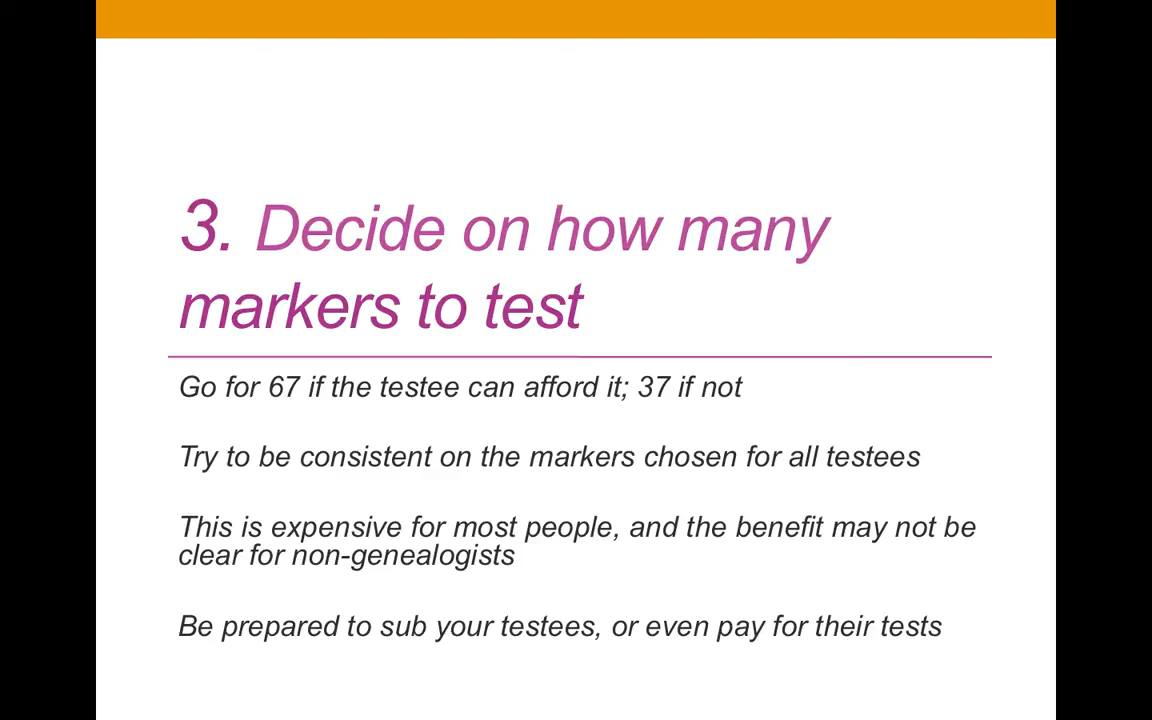 3. Decide on how many
markers to test
Go for 67 if the testee can afford it; 37 if not
Try to be consistent on the markers chosen for all testees
This is expensive for most people, and the benefit may not be
clear for non-genealogists
Be prepared to sub your testees, or even pay for their tests